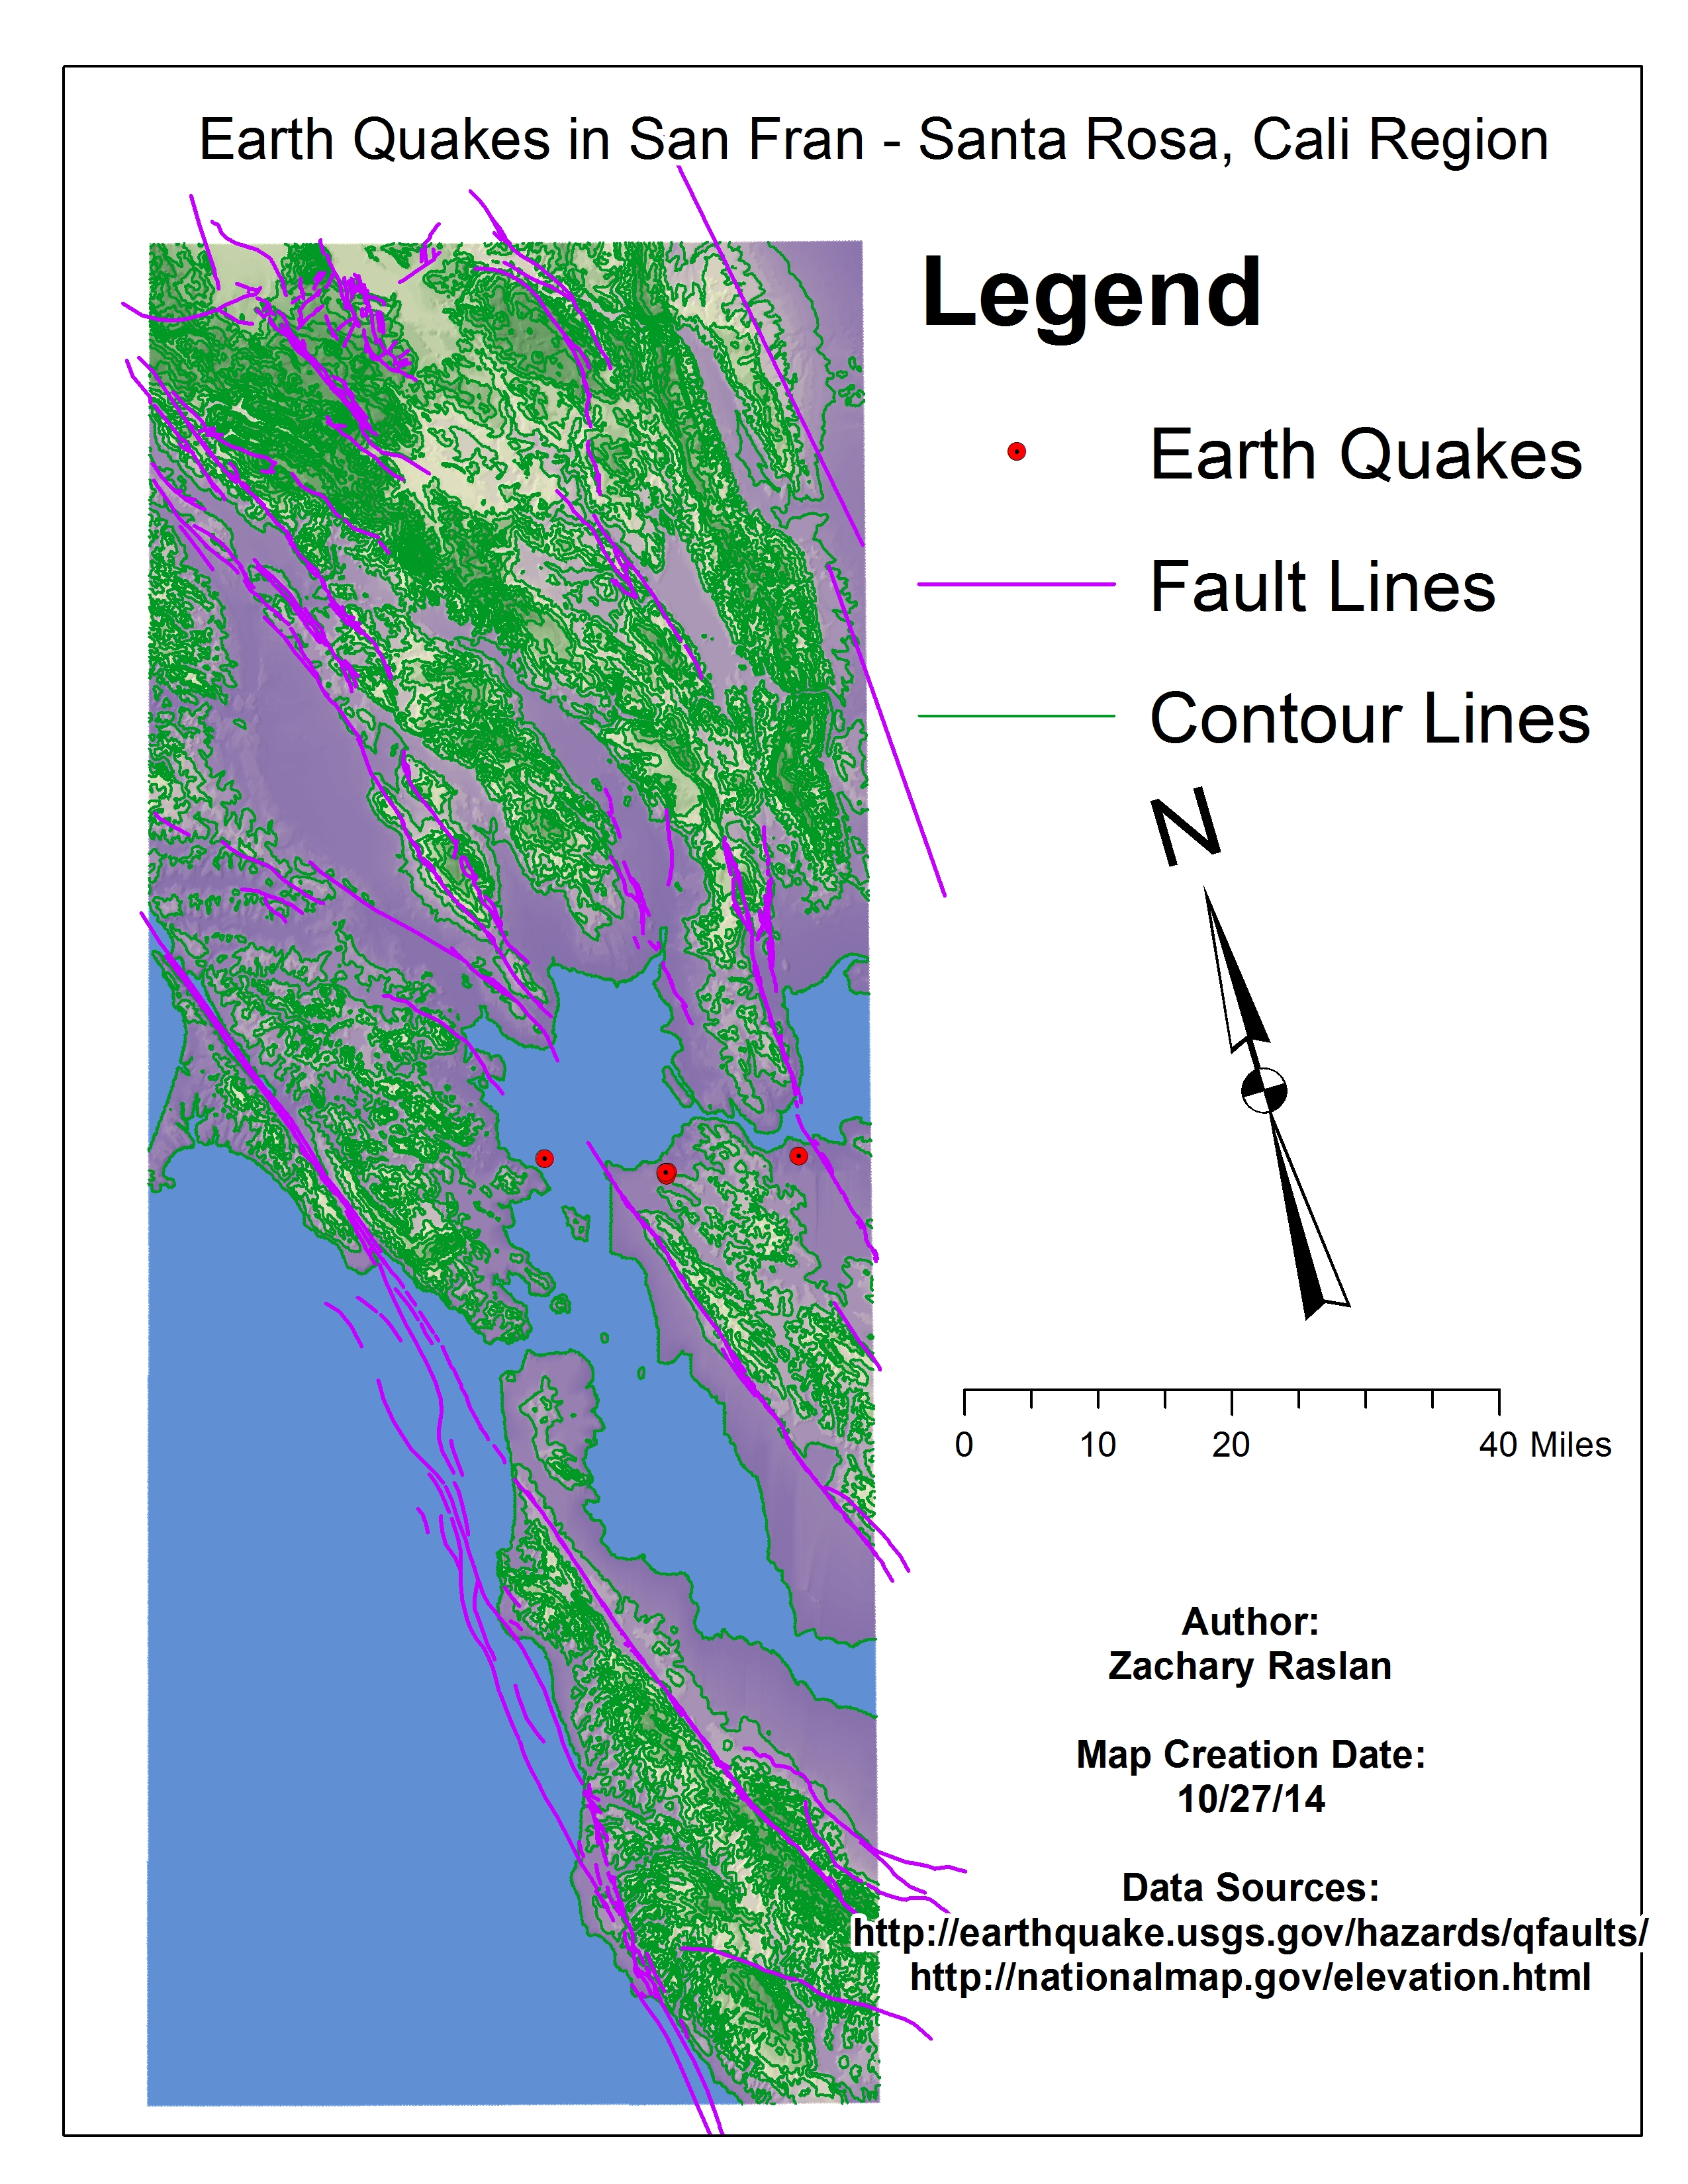 Earth Quakes in San Fran - Santa Rosa, Cali Region
Legend
Earth Quakes
Fault Lines
Contour Lines
N
0 10 20 40 Miles
Author:
Zachary Raslan
Map Creation Date:
10/27/14
Data Sources:
http://earthquake.usgs.gov/hazards/qfaults/
http://nationalmap.gov/elevation.html